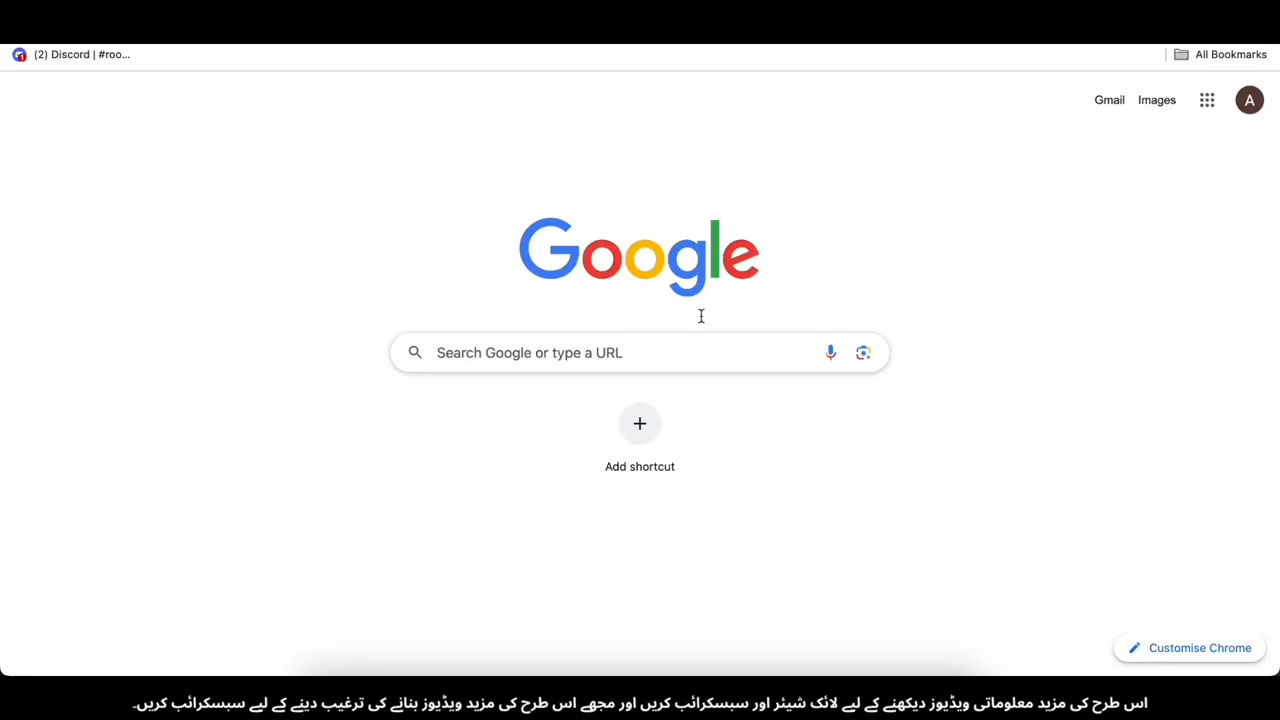 (2) Discord | #roo...
All Bookmarks
Gmail Images
A
Google
Search Google or type a URL
Add shortcut
Customise Chrome
اس طرح کی مزید معلوماتی ویڈیوز دیکھنے کے لیے لائک شیئر اور سبسکرائب کریں اور مجھے اس طرح کی مزید ویڈیوز بنانے کی ترغیب دینے کے لیے سبسکرائب کریں۔